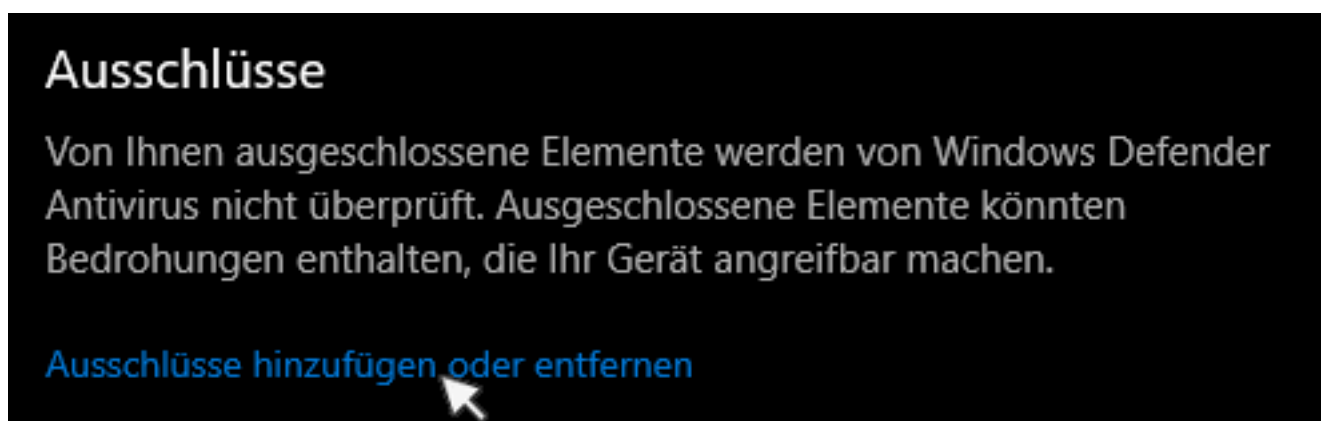 Ausschlüsse
Von Ihnen ausgeschlossene Elemente werden von Windows Defender
Antivirus nicht überprüft. Ausgeschlossene Elemente könnten
Bedrohungen enthalten, die Ihr Gerät angreifbar machen.
Ausschlüsse hinzufügen oder entfernen